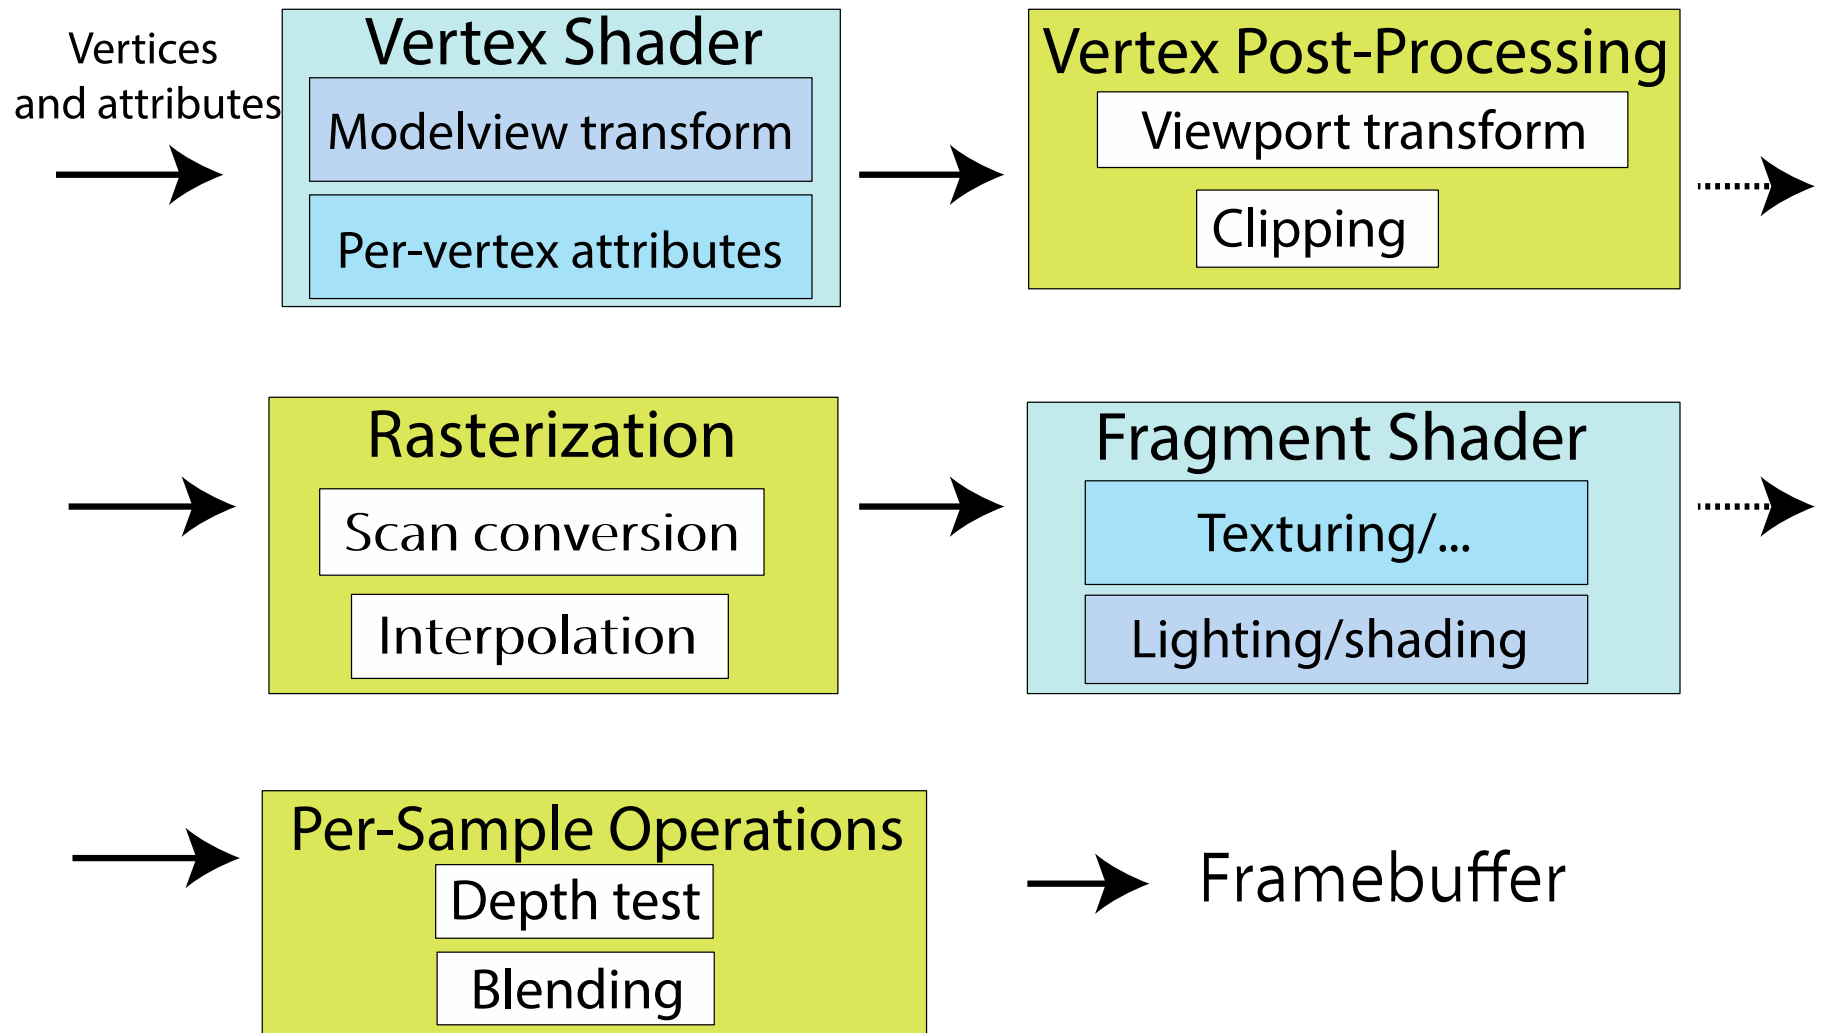 Vertices
and attributes
Vertex Shader
Modelview transform
Per-vertex attributes
Vertex Post-Processing
Viewport transform
Clipping
Rasterization
Scan conversion
Interpolation
Fragment Shader
Texturing/...
Lighting/shading
Per-Sample Operations
Depth test
Blending
Framebuffer